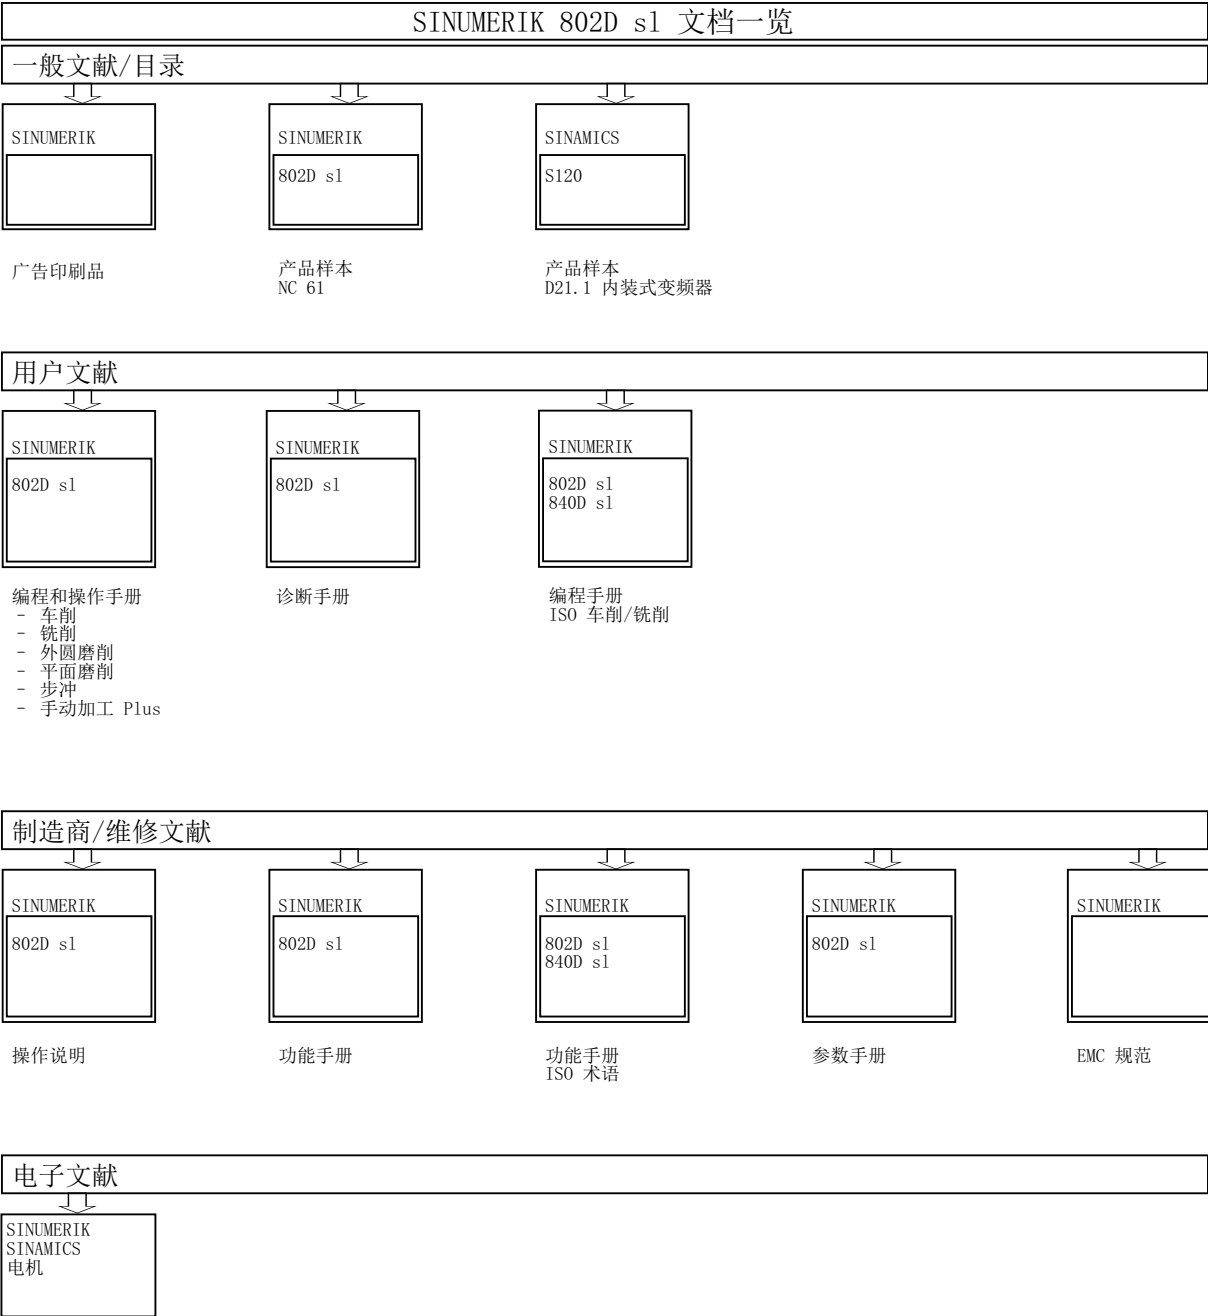 SINUMERIK 802D sl 文档一览
一般文献/目录
SINUMERIK
广告印刷品
SINUMERIK
802D sl
产品样本
NC 61
SINAMICS
S120
产品样本
D21.1 内装式变频器
用户文献
SINUMERIK
802D sl
编程和操作手册
- 车削
- 铣削
- 外圆磨削
- 平面磨削
- 步冲
- 手动加工 Plus
SINUMERIK
802D sl
诊断手册
SINUMERIK
802D sl
840D sl
编程手册
ISO 车削/铣削
制造商/维修文献
SINUMERIK
802D sl
操作说明
SINUMERIK
802D sl
功能手册
SINUMERIK
802D sl
840D sl
功能手册
ISO 术语
SINUMERIK
802D sl
参数手册
SINUMERIK
EMC 规范
电子文献
SINUMERIK
SINAMICS
电机